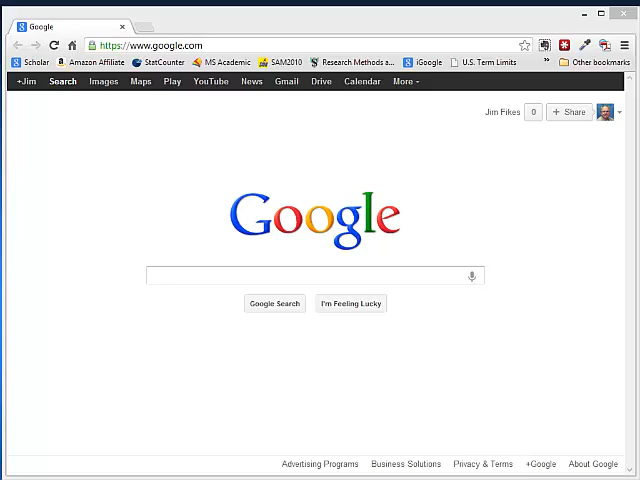 Google
https://www.google.com
Scholar Amazon Affiliate StatCounter MS Academic SAM2010 Research Methods a... iGoogle U.S. Term Limits » Other bookmarks
+Jim Search Images Maps Play YouTube News Gmail Drive Calendar More
Jim Fikes 0 + Share
Google
Google Search I'm Feeling Lucky
Advertising Programs Business Solutions Privacy & Terms +Google About Google